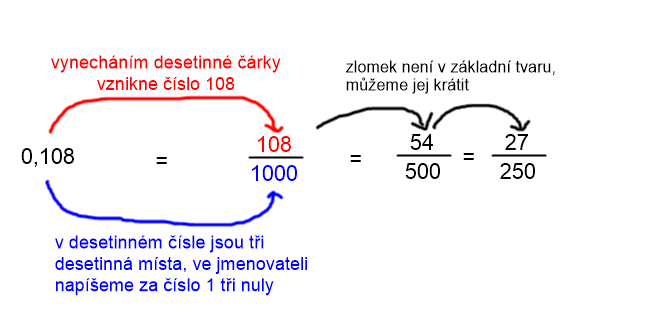 vynecháním desetinné čárky
vznikne číslo 108
zlomek není v základní tvaru,
můžeme jej krátit
0,108 = 108/1000 = 54/500 = 27/250
v desetinném čísle jsou tři
desetinná místa, ve jmenovateli
napíšeme za číslo 1 tři nuly